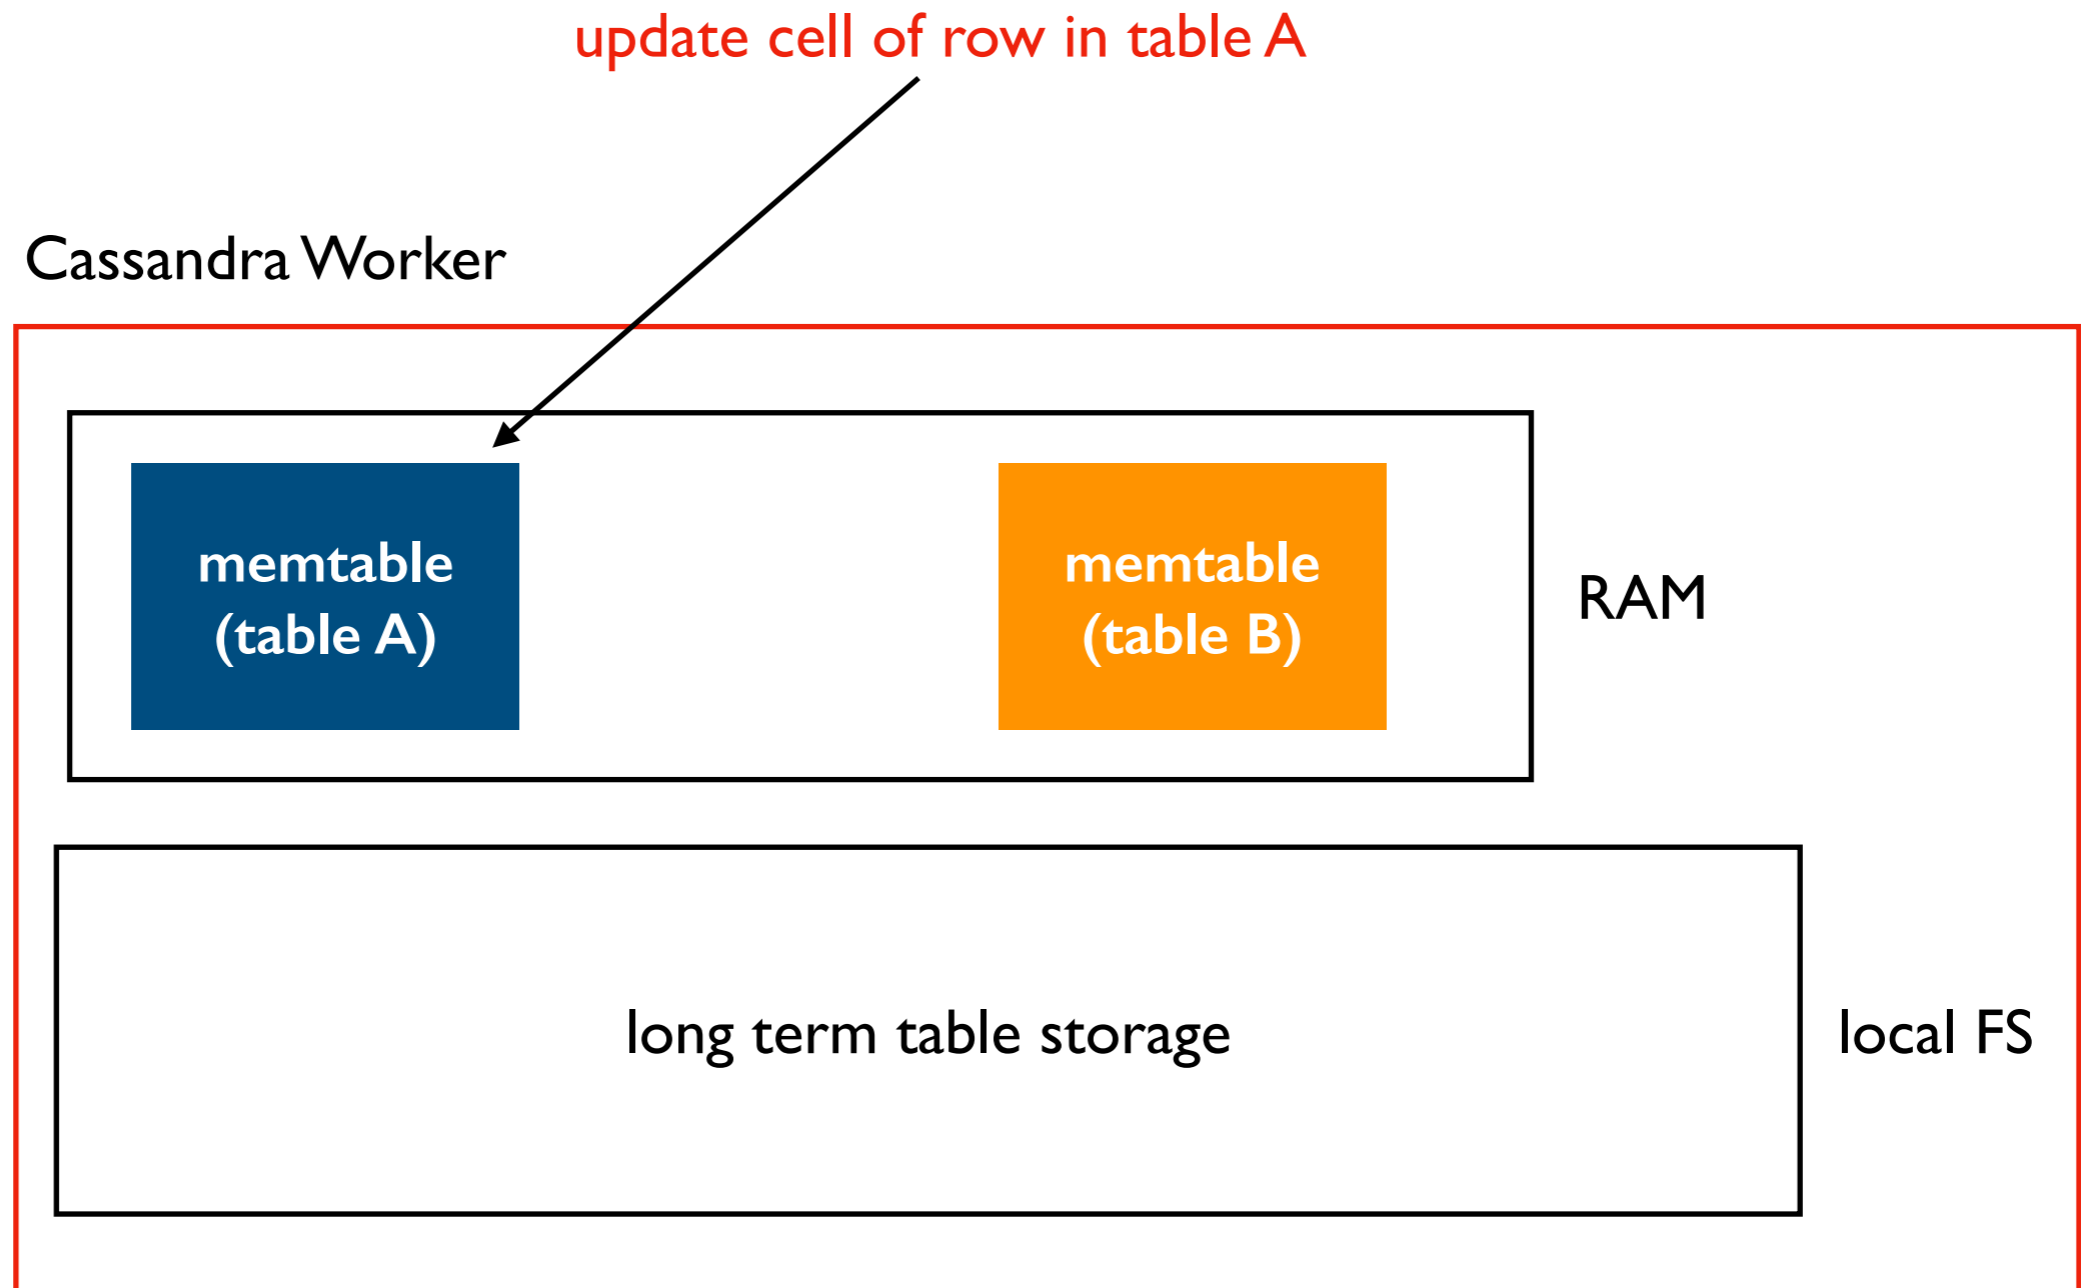 update cell of row in table A
Cassandra Worker
memtable
(table A)
memtable
(table B)
RAM
long term table storage
local FS